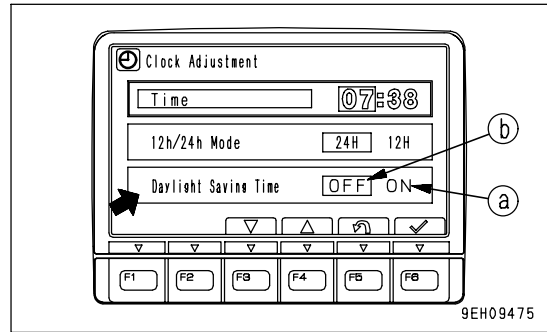 Clock Adjustment
Time 07:38
12h/24h Mode 24H 12H
b
Daylight Saving Time OFF ON
a
F1 F2 F3 F4 F5 F6
9EH09475